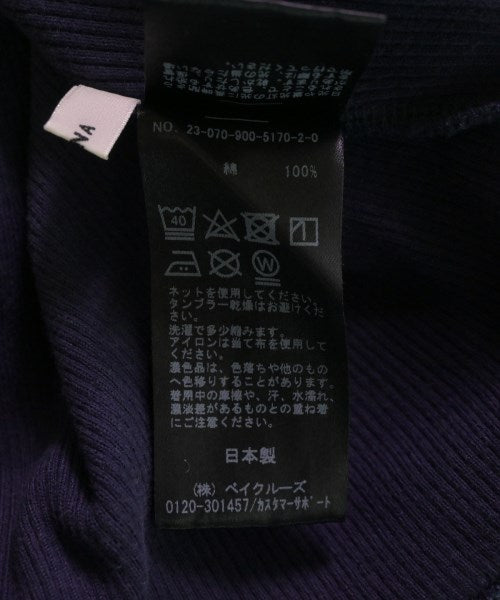 NA
NO. 23-070-900-5170-2-0
綿 100%
40
W
ネットを使用してください。
タンブラー乾燥はお避けくだ
さい。
洗濯で多少縮みます。
アイロンは当て布を使用して下
さい。
濃色品は、色落ちや他のもの
へ色移りすることがあります。
着用中の摩擦や、汗、水濡れ、
濃淡差があるものとの重ね着
にご注意ください。
日本製
(株) ベイクルーズ
0120-301457/カスタマーサポート